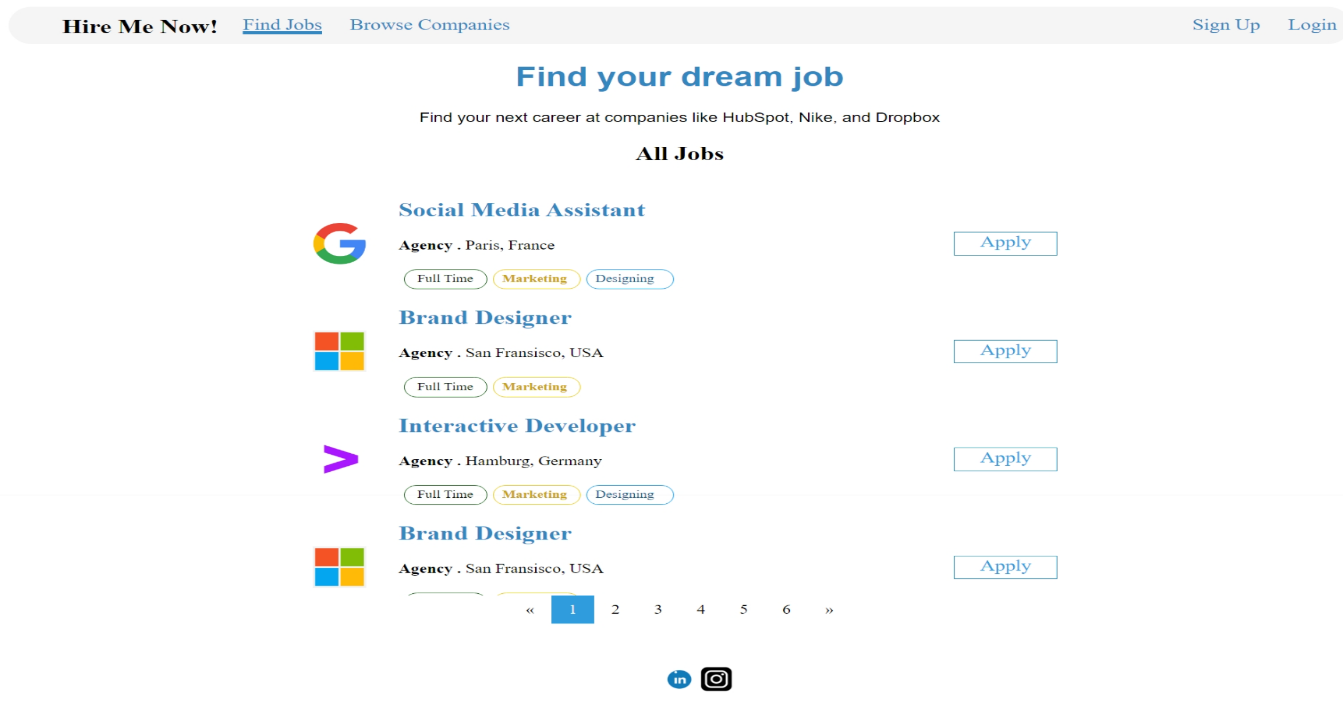 Hire Me Now! Find Jobs Browse Companies Sign Up Login
Find your dream job
Find your next career at companies like HubSpot, Nike, and Dropbox
All Jobs
Social Media Assistant
Agency . Paris, France
Apply
Full Time Marketing Designing
Brand Designer
Agency . San Fransisco, USA
Apply
Full Time Marketing
Interactive Developer
Agency . Hamburg, Germany
Apply
Full Time Marketing Designing
Brand Designer
Agency . San Fransisco, USA
Apply
« 1 2 3 4 5 6 »
in